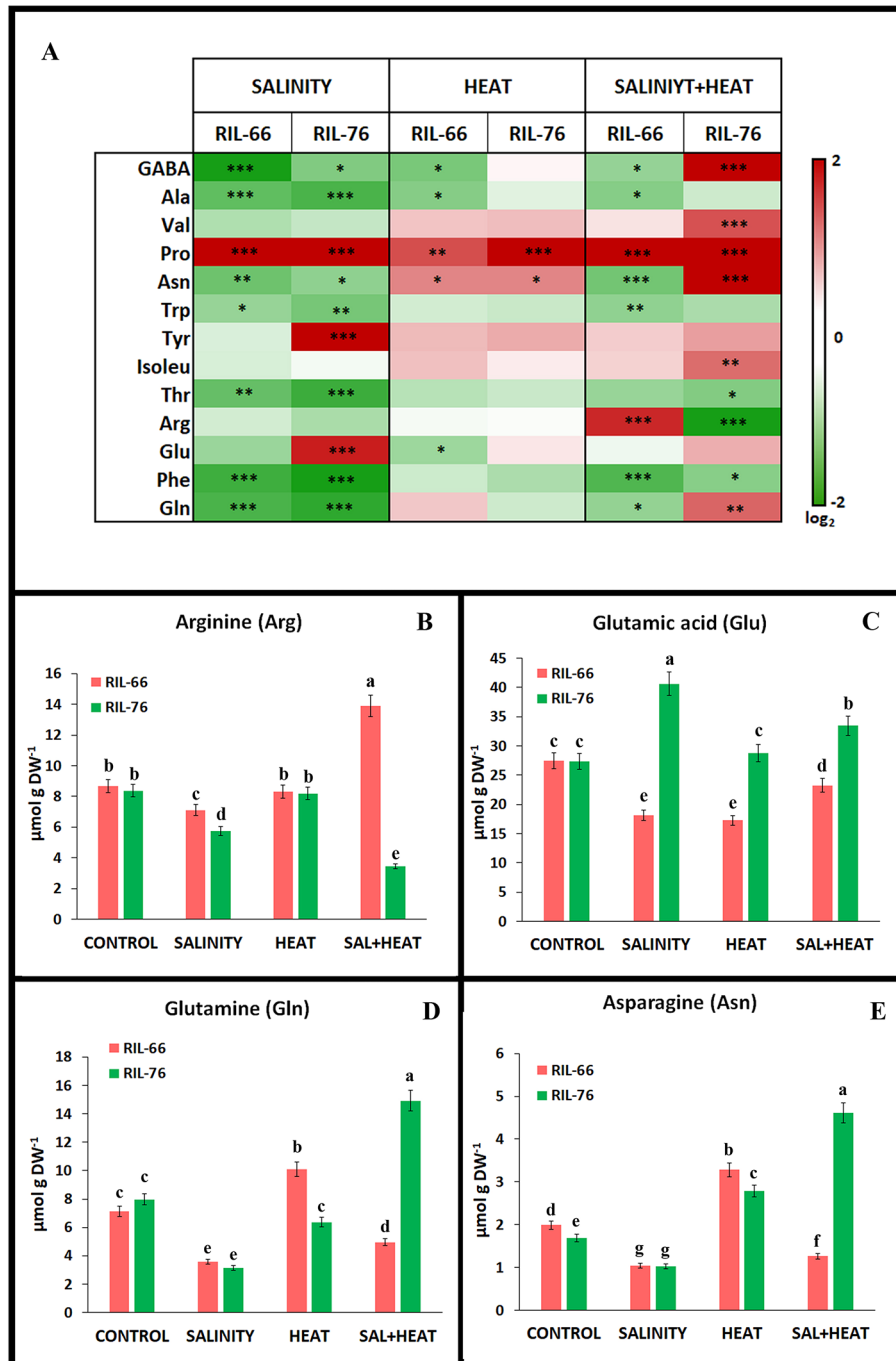 A
SALINITY HEAT SALINIYT+HEAT
RIL-66 RIL-76 RIL-66 RIL-76 RIL-66 RIL-76
GABA *** * * * ***
2
Ala *** *** * *
Val ***
Pro *** *** ** *** *** ***
Asn ** * * * *** ***
Trp * ** **
0
Tyr ***
Isoleu **
Thr ** *** *
Arg *** ***
Glu *** *
Phe *** *** *** *
Gln *** *** * **
-2
log2
Arginine (Arg)
B
μmol g DW-1
16
14
12
10
8
6
4
2
0
RIL-66
RIL-76
b b c d b b a e
CONTROL SALINITY HEAT SAL+HEAT
Glutamic acid (Glu)
C
μmol g DW-1
45
40
35
30
25
20
15
10
5
0
RIL-66
RIL-76
c c e a e c d b
CONTROL SALINITY HEAT SAL+HEAT
Glutamine (Gln)
D
μmol g DW-1
18
16
14
12
10
8
6
4
2
0
RIL-66
RIL-76
c c e e b c d a
CONTROL SALINITY HEAT SAL+HEAT
Asparagine (Asn)
E
μmol g DW-1
6
5
4
3
2
1
0
RIL-66
RIL-76
d e g g b c f a
CONTROL SALINITY HEAT SAL+HEAT